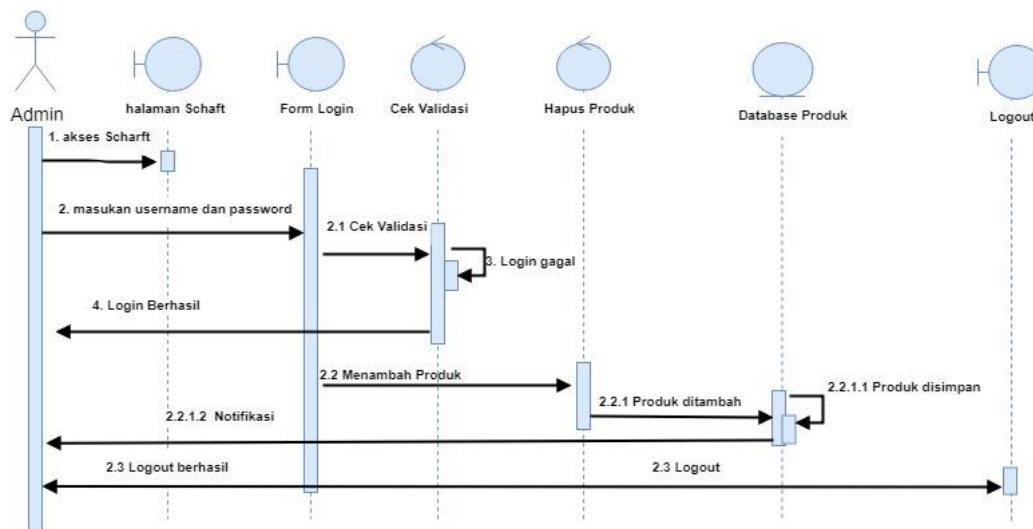 Admin
halaman Schaft
Form Login
Cek Validasi
Hapus Produk
Database Produk
Logout
1. akses Scharft
2. masukan username dan password
2.1 Cek Validasi
3. Login gagal
4. Login Berhasil
2.2 Menambah Produk
2.2.1 Produk ditambah
2.2.1.1 Produk disimpan
2.2.1.2 Notifikasi
2.3 Logout berhasil
2.3 Logout